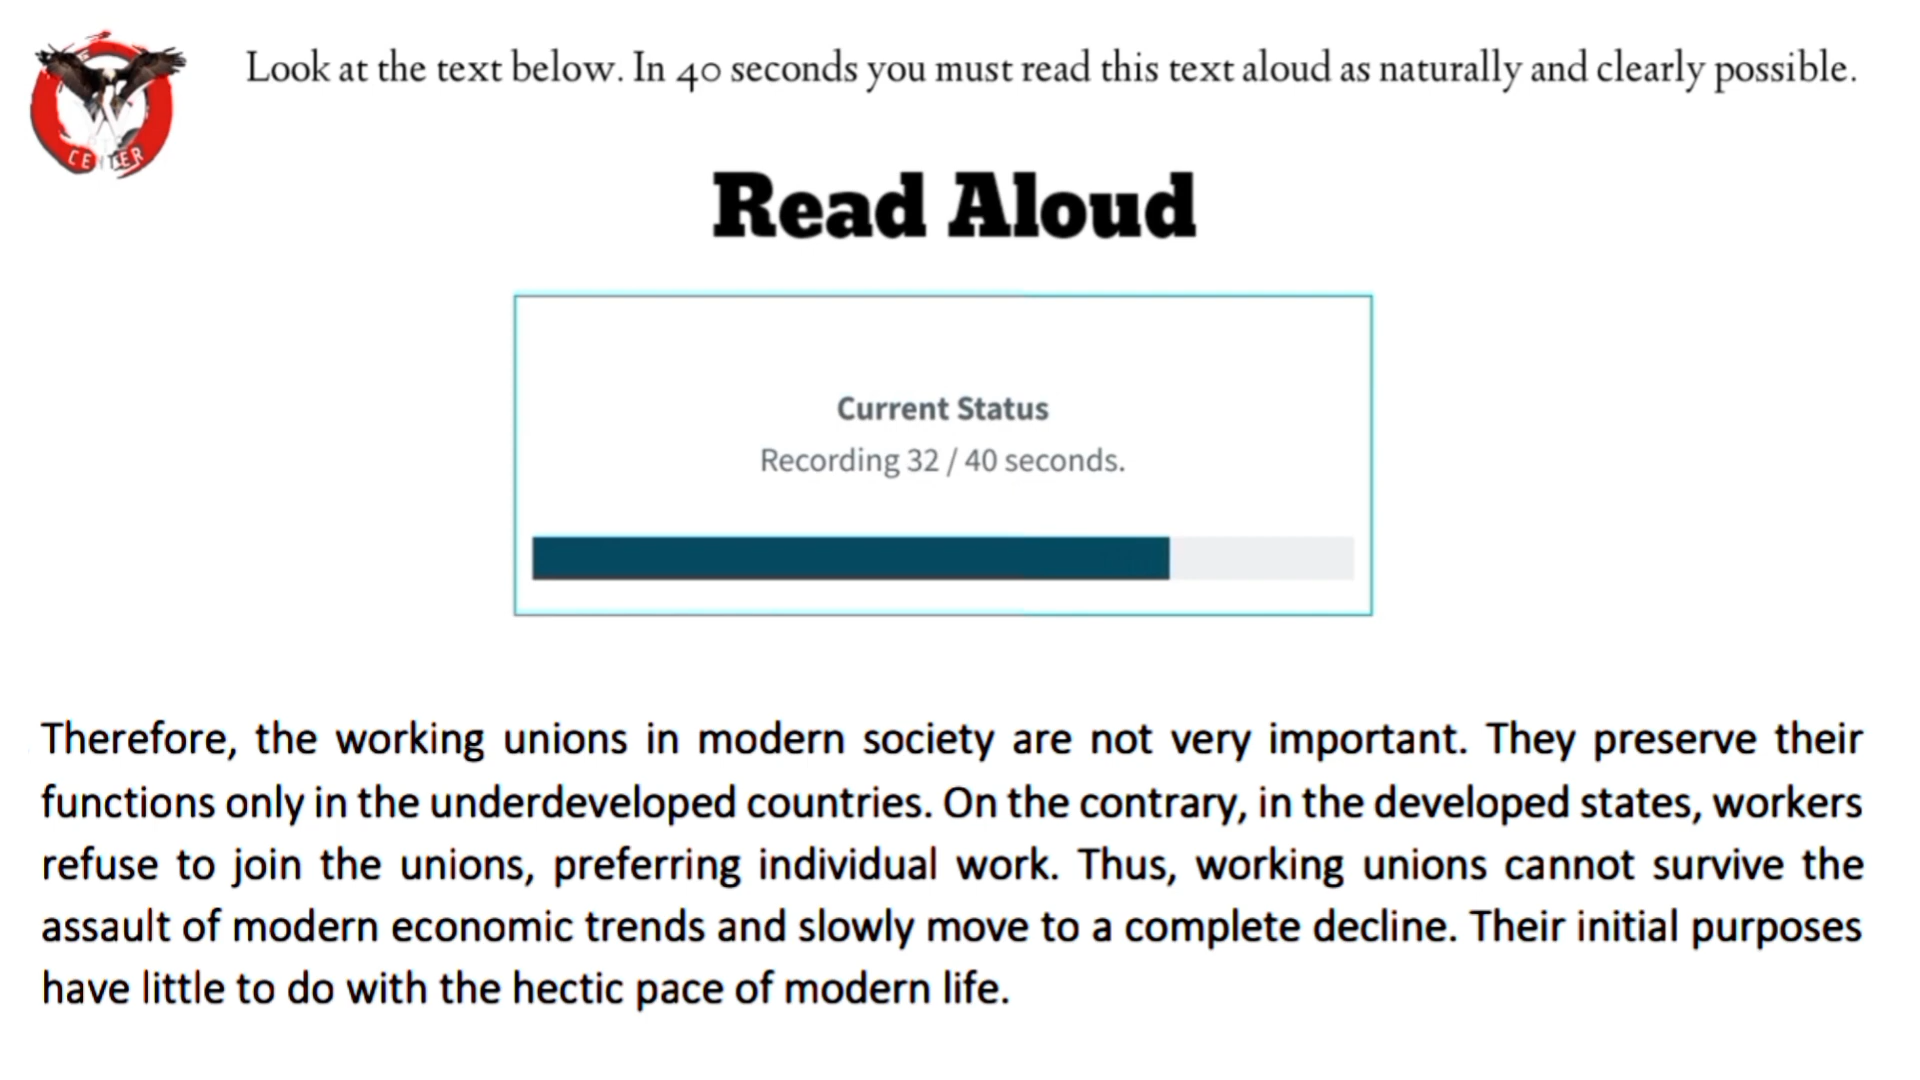 CENTER
Look at the text below. In 40 seconds you must read this text aloud as naturally and clearly possible.
Read Aloud
Current Status
Recording 32 / 40 seconds.
Therefore, the working unions in modern society are not very important. They preserve their
functions only in the underdeveloped countries. On the contrary, in the developed states, workers
refuse to join the unions, preferring individual work. Thus, working unions cannot survive the
assault of modern economic trends and slowly move to a complete decline. Their initial purposes
have little to do with the hectic pace of modern life.